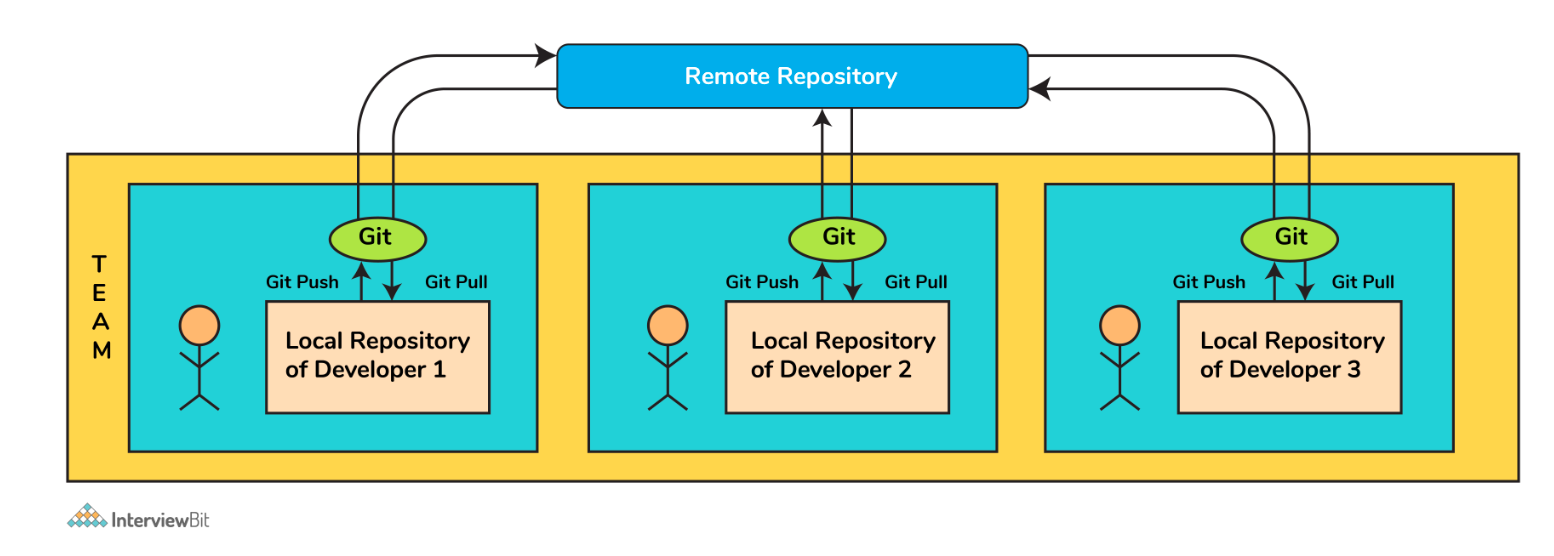 Remote Repository
T
E
A
M
Git
Git Push
Git Pull
Local Repository
of Developer 1
Git
Git Push
Git Pull
Local Repository
of Developer 2
Git
Git Push
Git Pull
Local Repository
of Developer 3
InterviewBit